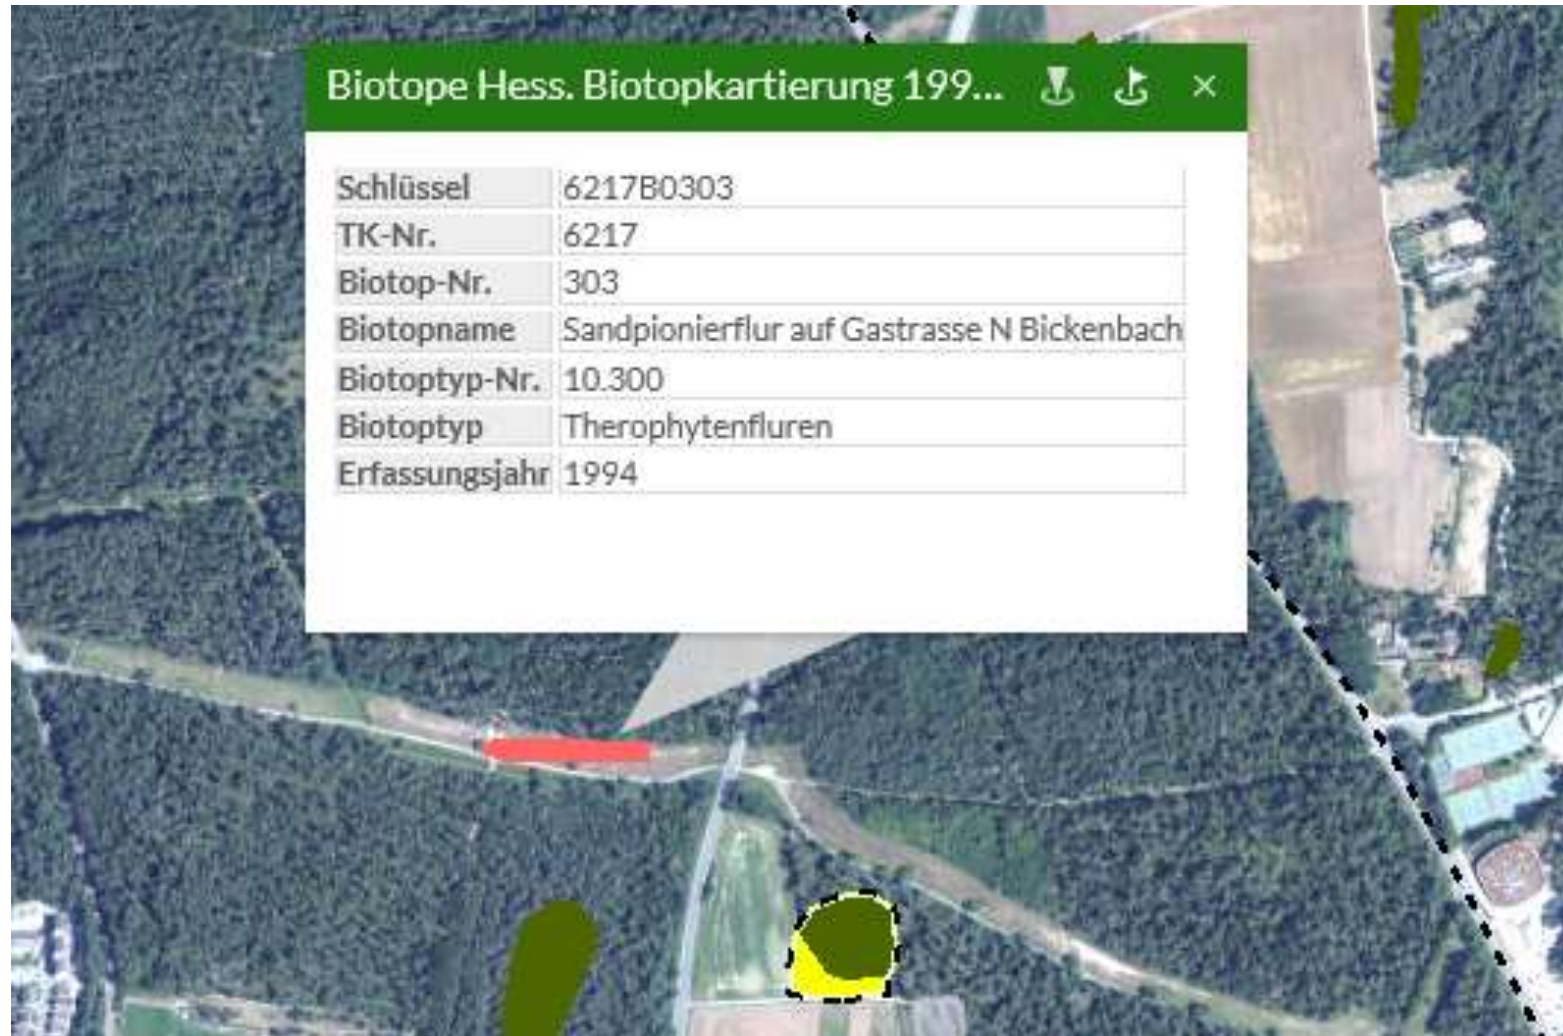 Biotope Hess. Biotopkartierung 199...
Schlüssel 6217B0303
TK-Nr. 6217
Biotop-Nr. 303
Biotopname Sandpionierflur auf Gastrasse N Bickenbach
Biotoptyp-Nr. 10.300
Biotoptyp Therophytenfluren
Erfassungsjahr 1994